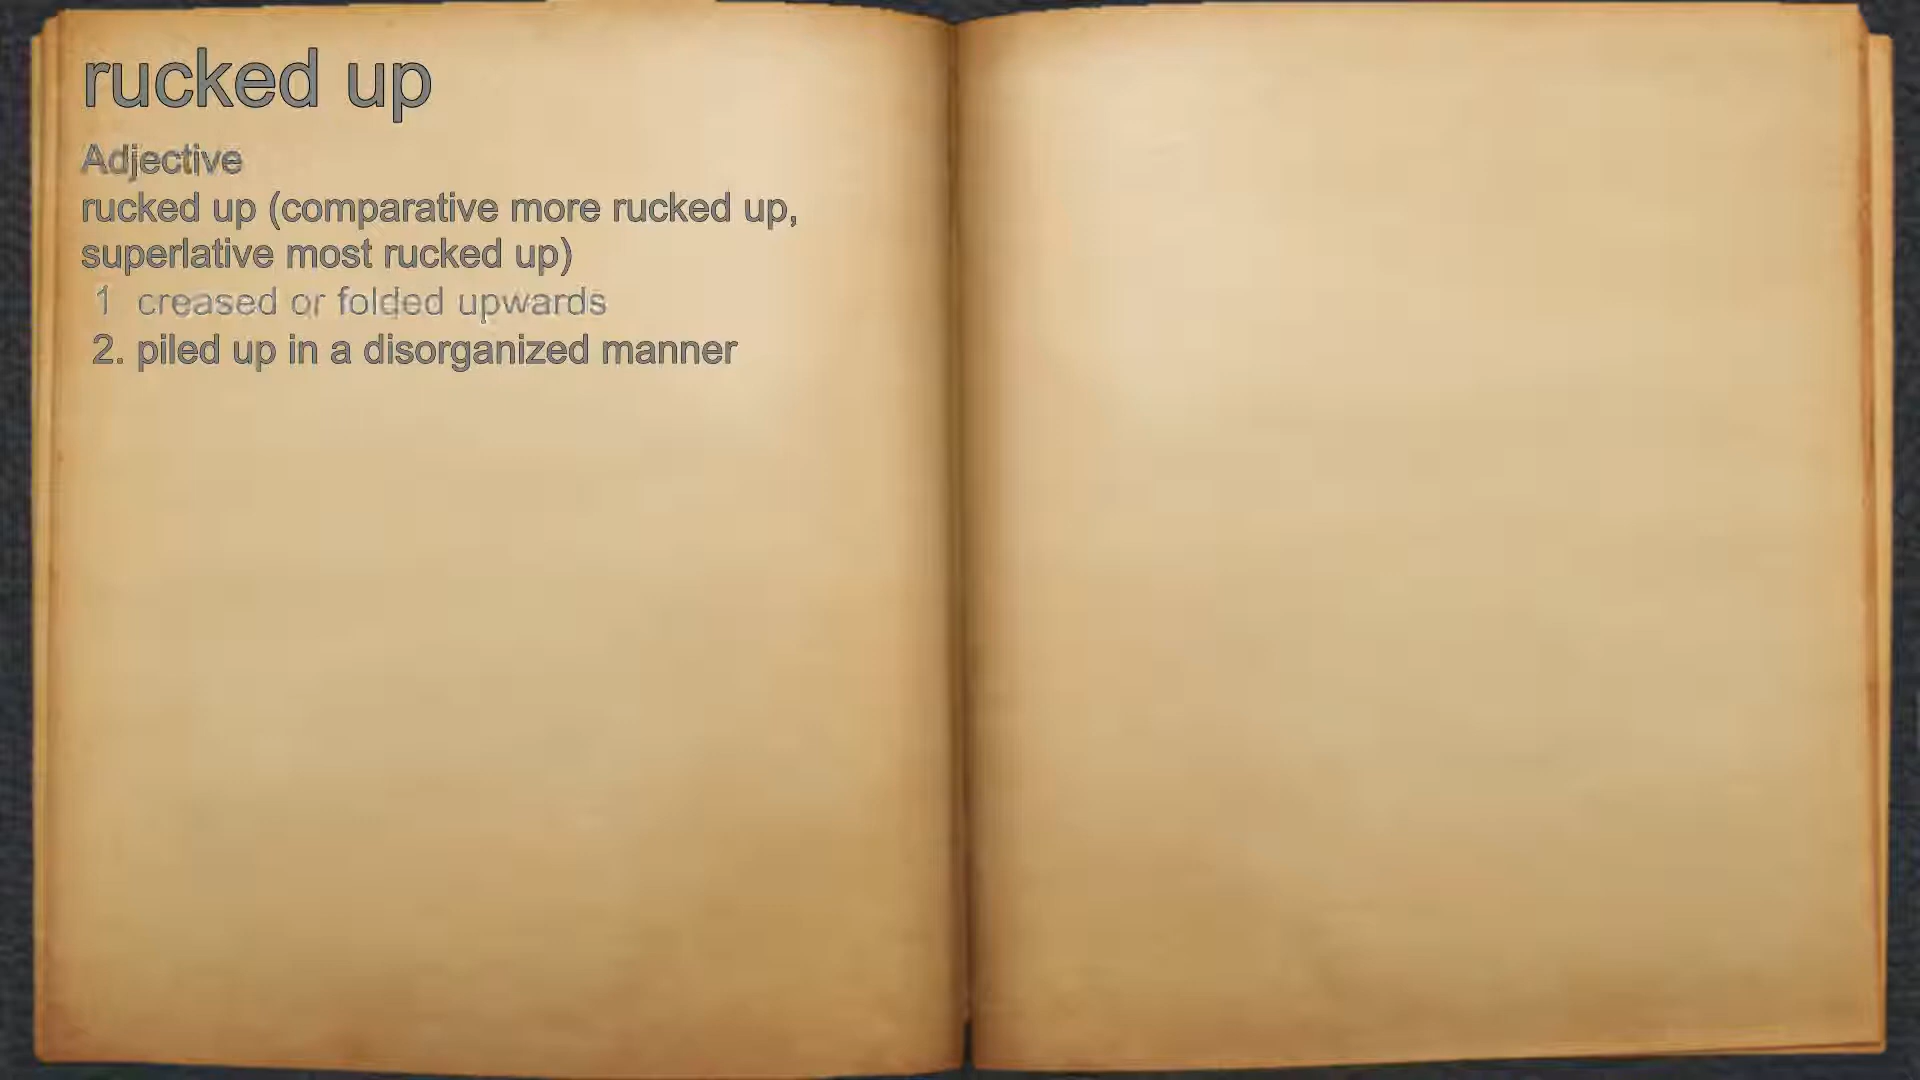 rucked up
Adjective
rucked up (comparative more rucked up,
superlative most rucked up)
1 creased or folded upwards
2. piled up in a disorganized manner